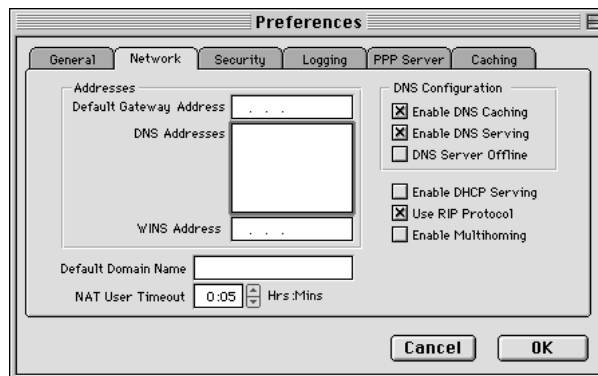 Preferences
General Network Security Logging PPP Server Caching
Addresses
Default Gateway Address . . .
DNS Addresses
WINS Address . . .
Default Domain Name
NAT User Timeout 0:05 Hrs:Mins
DNS Configuration
Enable DNS Caching
Enable DNS Serving
DNS Server Offline
Enable DHCP Serving
Use RIP Protocol
Enable Multihoming
Cancel OK